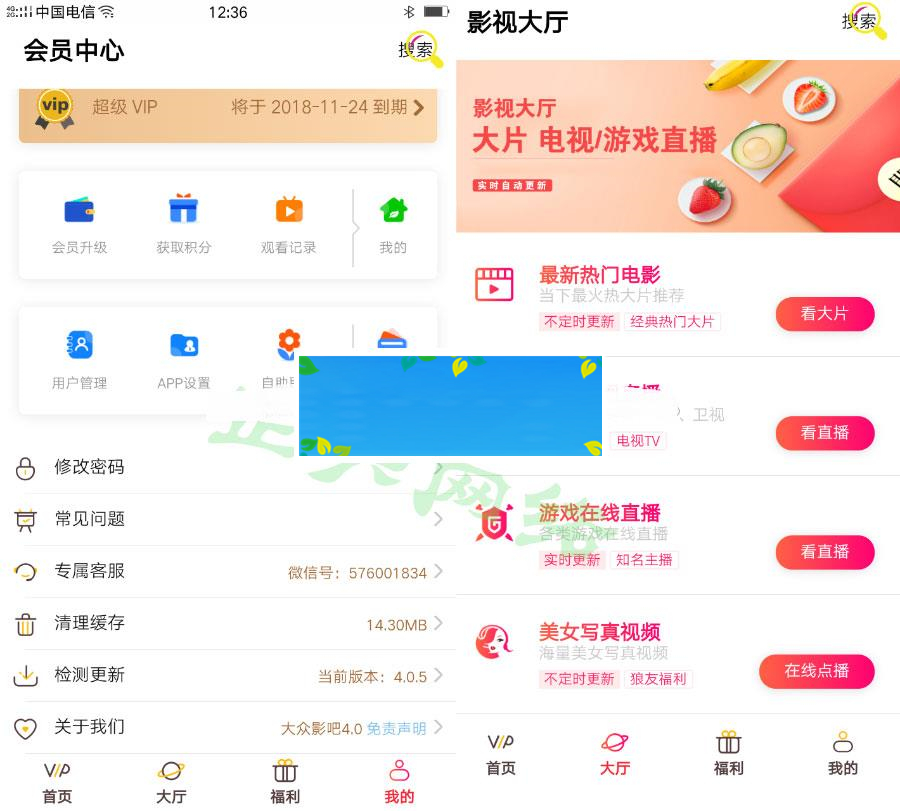 中国电信
12:36
会员中心
搜索
vip
超级 VIP
将于 2018-11-24 到期
会员升级
获取积分
观看记录
我的
用户管理
APP设置
自助
修改密码
常见问题
专属客服
微信号：576001834
清理缓存
14.30MB
检测更新
当前版本：4.0.5
关于我们
大众影吧4.0 免责声明
VIP
首页
大厅
福利
我的
影视大厅
搜索
影视大厅
大片 电视/游戏直播
实时自动更新
最新热门电影
当下最火热大片推荐
不定时更新 经典热门大片
看大片
、卫视
电视TV
看直播
游戏在线直播
各类游戏在线直播
实时更新 知名主播
看直播
美女写真视频
海量美女写真视频
不定时更新 狼友福利
在线点播
VIP
首页
大厅
福利
我的